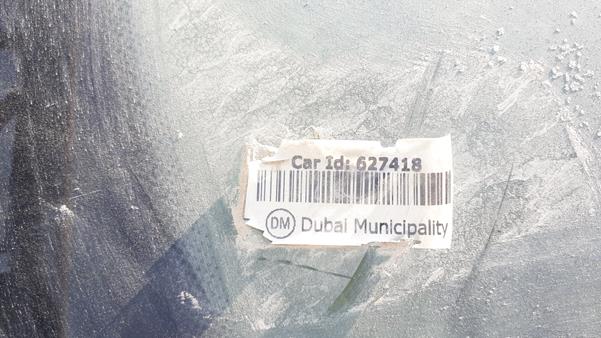 Car Id: 627418
DM Dubai Municipality